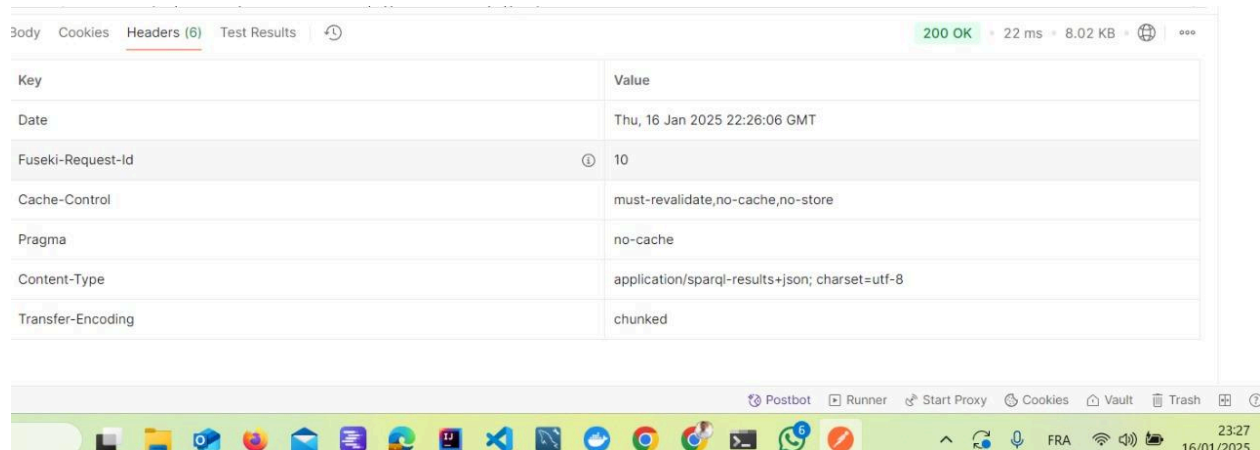 Body Cookies Headers (6) Test Results 200 OK 22 ms 8.02 KB
Key Value
Date Thu, 16 Jan 2025 22:26:06 GMT
Fuseki-Request-Id 10
Cache-Control must-revalidate,no-cache,no-store
Pragma no-cache
Content-Type application/sparql-results+json; charset=utf-8
Transfer-Encoding chunked
Postbot Runner Start Proxy Cookies Vault Trash
6
FRA 23:27
16/01/2025